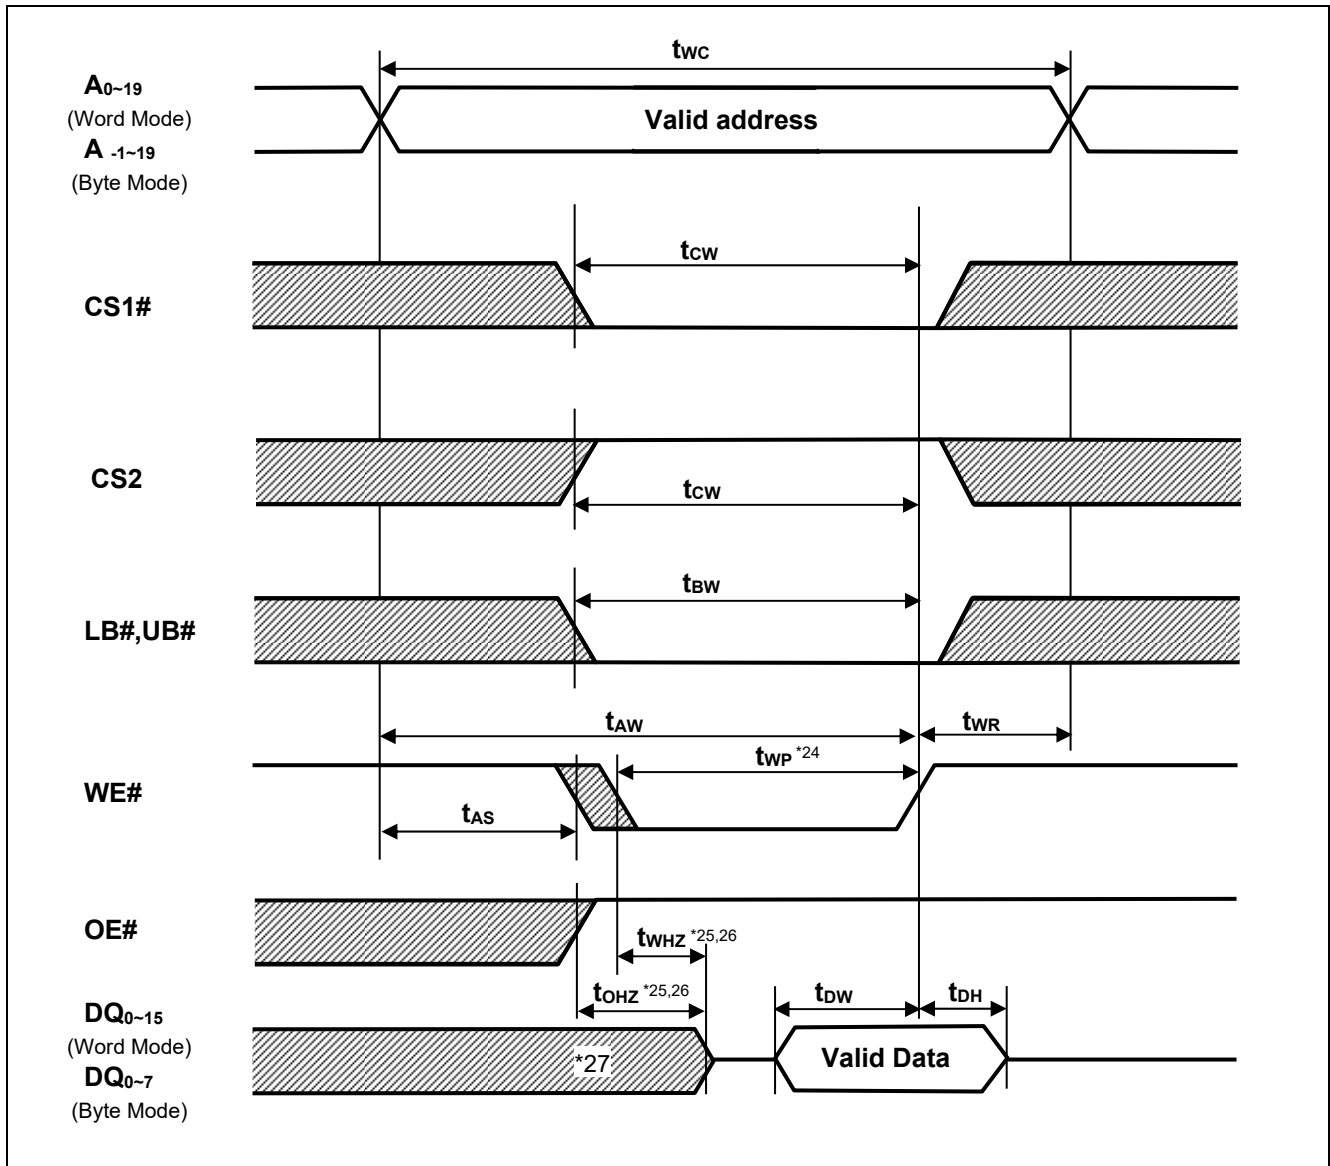 tWC
A0~19
(Word Mode)
A -1~19
(Byte Mode)
Valid address
tCW
CS1#
CS2
tCW
tBW
LB#,UB#
tAW
tWR
tWP *24
WE#
tAS
OE#
tWHZ *25,26
tOHZ *25,26
tDW
tDH
DQ0~15
(Word Mode)
DQ0~7
(Byte Mode)
*27
Valid Data